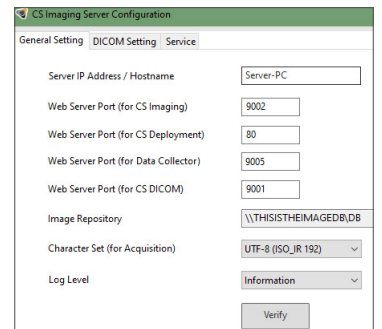 CS Imaging Server Configuration
General Setting DICOM Setting Service
Server IP Address / Hostname Server-PC
Web Server Port (for CS Imaging) 9002
Web Server Port (for CS Deployment) 80
Web Server Port (for Data Collector) 9005
Web Server Port (for CS DICOM) 9001
Image Repository \\THISISTHEIMAGEDB\DB
Character Set (for Acquisition) UTF-8 (ISO_IR 192)
Log Level Information
Verify